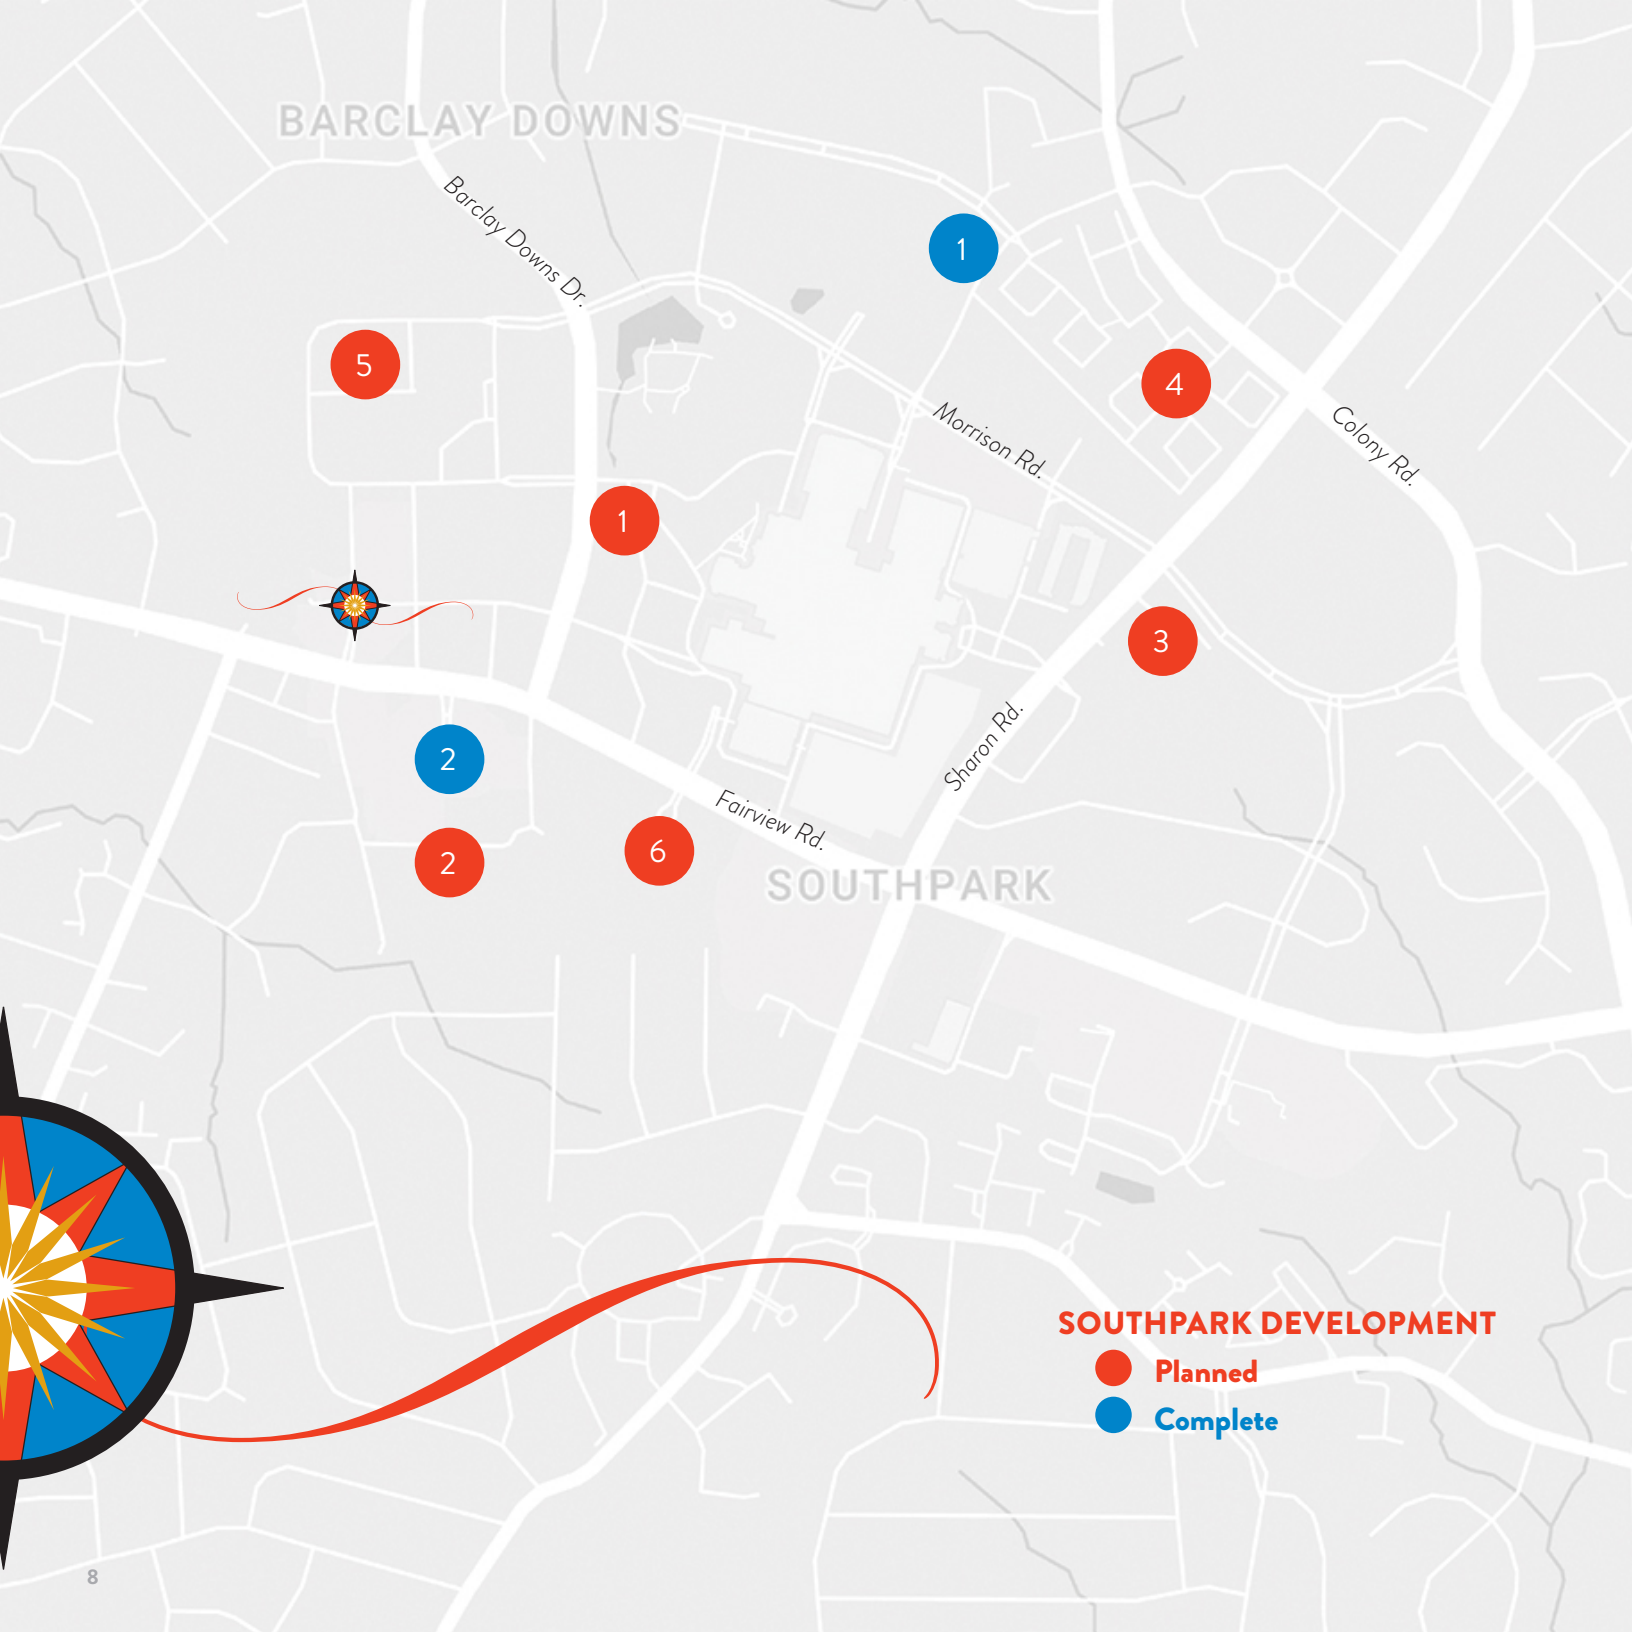 BARCLAY DOWNS
Barclay Downs Dr.
1
5
4
Morrison Rd.
Colony Rd.
1
3
Sharon Rd.
2
Fairview Rd.
6
2
SOUTHPARK
SOUTHPARK DEVELOPMENT
Planned
Complete
8